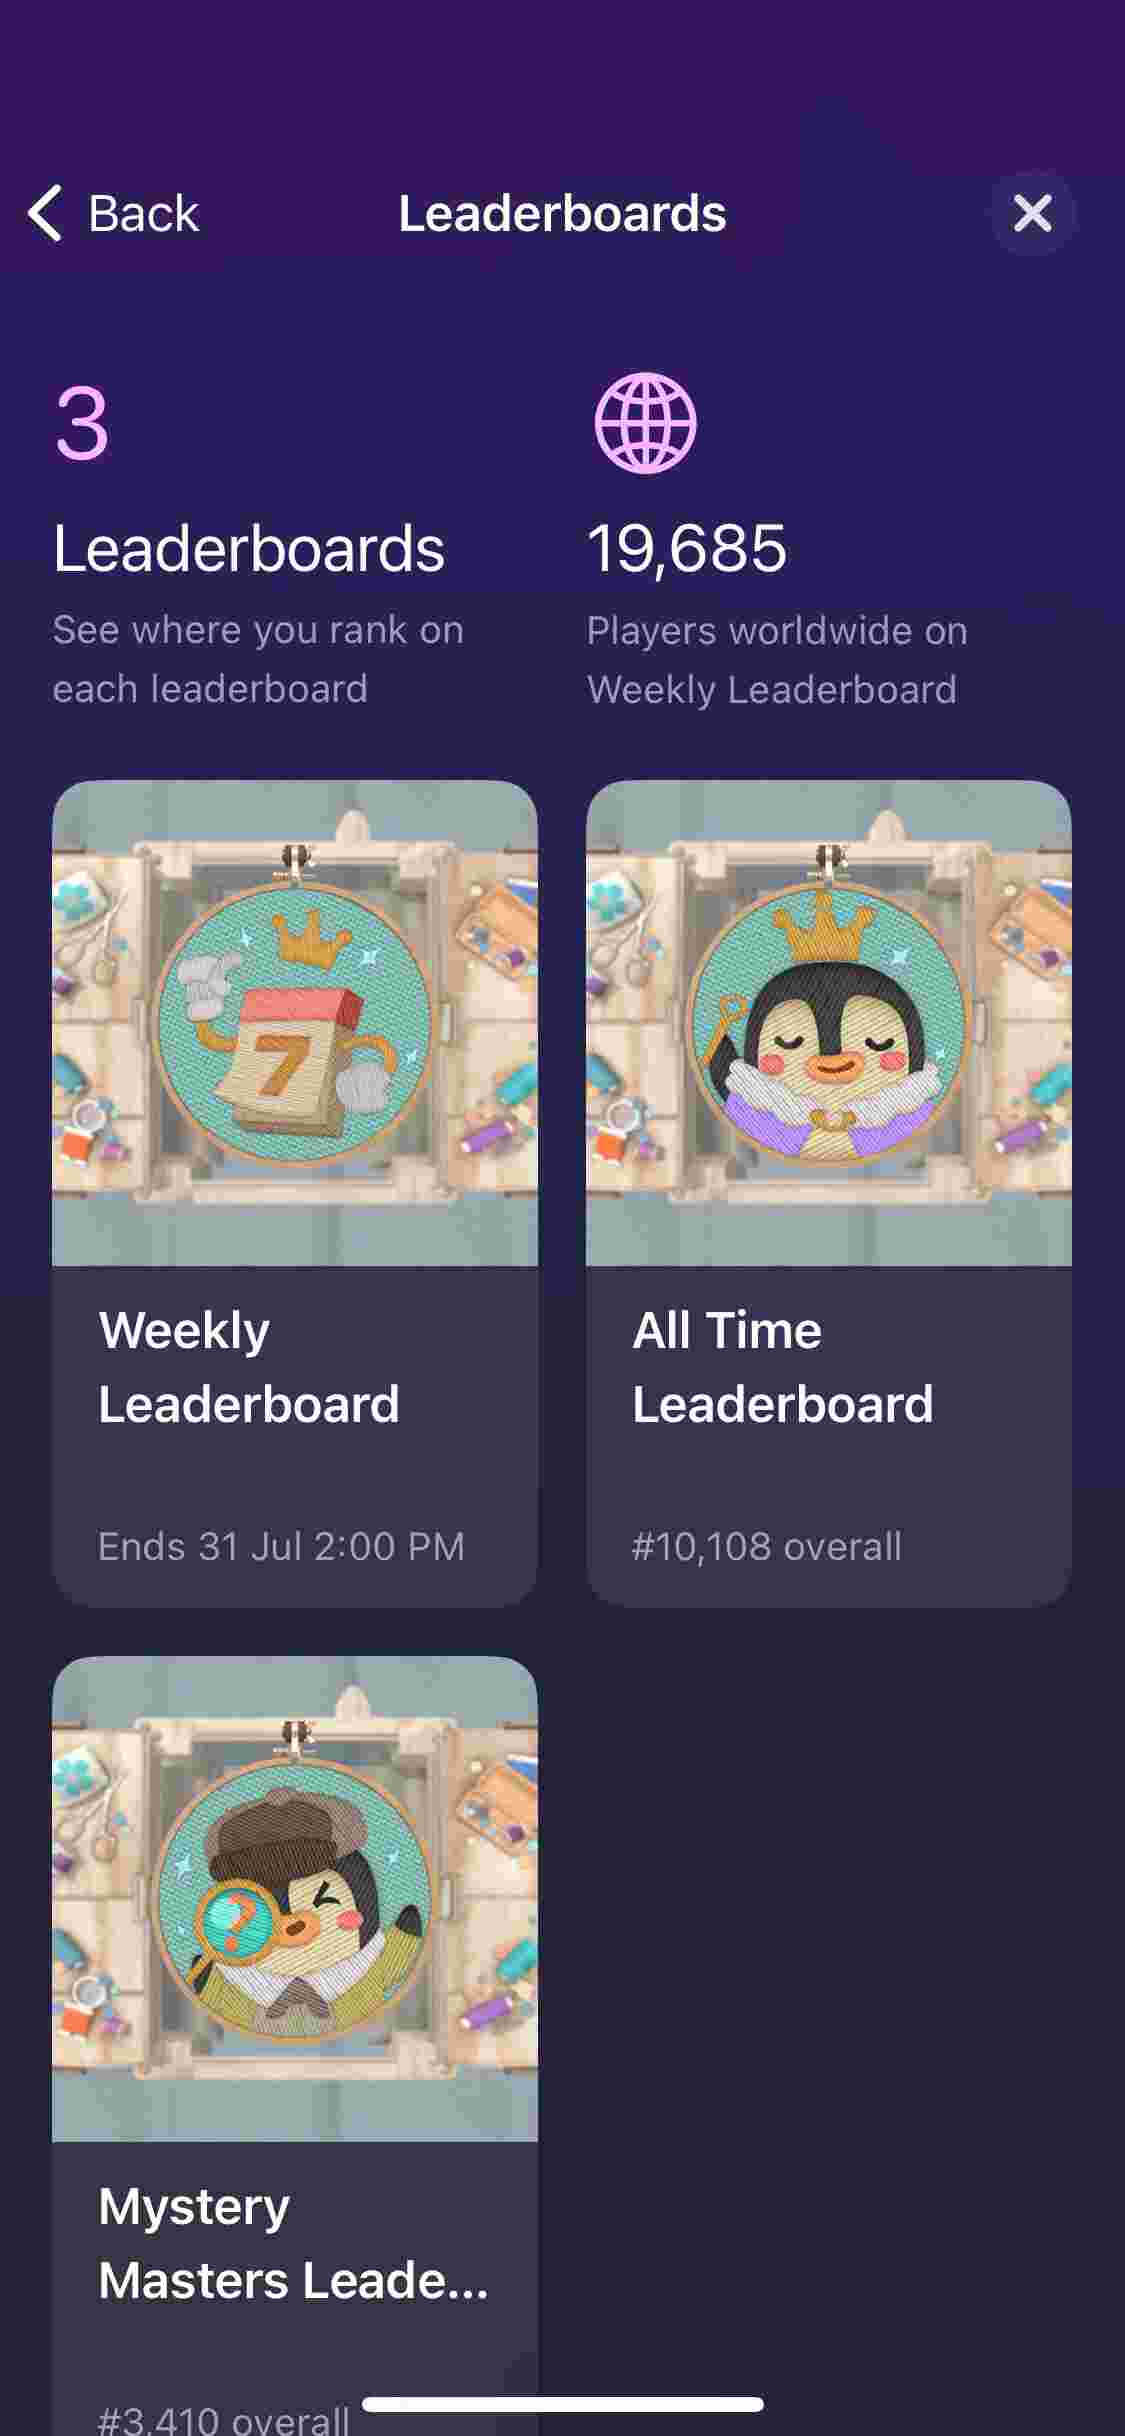 Back
Leaderboards
3
Leaderboards
See where you rank on
each leaderboard
19,685
Players worldwide on
Weekly Leaderboard
7
Weekly
Leaderboard
Ends 31 Jul 2:00 PM
All Time
Leaderboard
#10,108 overall
?
Mystery
Masters Leade...
#3,410 overall